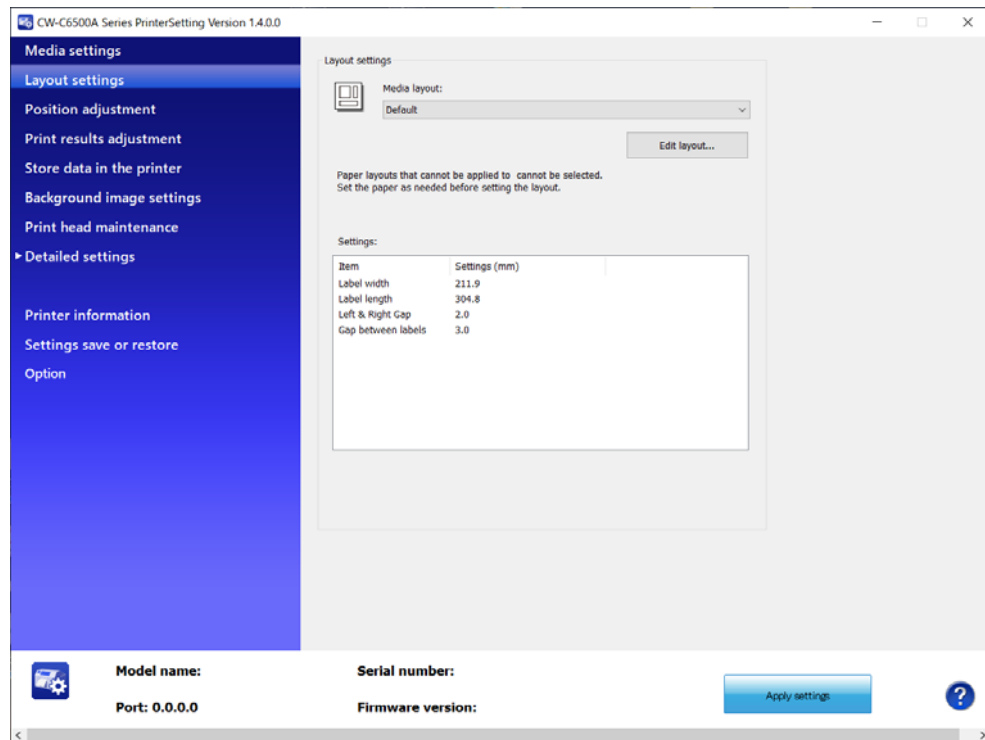 CW-C6500A Series PrinterSetting Version 1.4.0.0
Media settings
Layout settings
Position adjustment
Print results adjustment
Store data in the printer
Background image settings
Print head maintenance
Detailed settings
Printer information
Settings save or restore
Option
Layout settings
Media layout:
Default
Edit layout...
Paper layouts that cannot be applied to  cannot be selected.
Set the paper as needed before setting the layout.
Settings:
Item Settings (mm)
Label width 211.9
Label length 304.8
Left & Right Gap 2.0
Gap between labels 3.0
Model name: Serial number:
Port: 0.0.0.0 Firmware version:
Apply settings
?